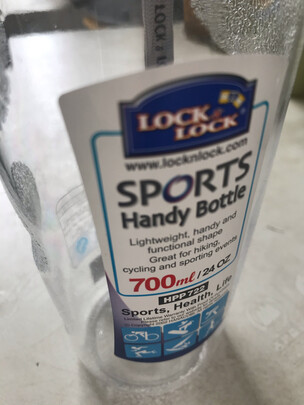 LOCK & LOCK
www.locknlock.com
SPORTS
Handy Bottle
Lightweight, handy and
functional shape
Great for hiking,
cycling and sporting events
700ml / 24 OZ
HPP722
Sports, Health, Life